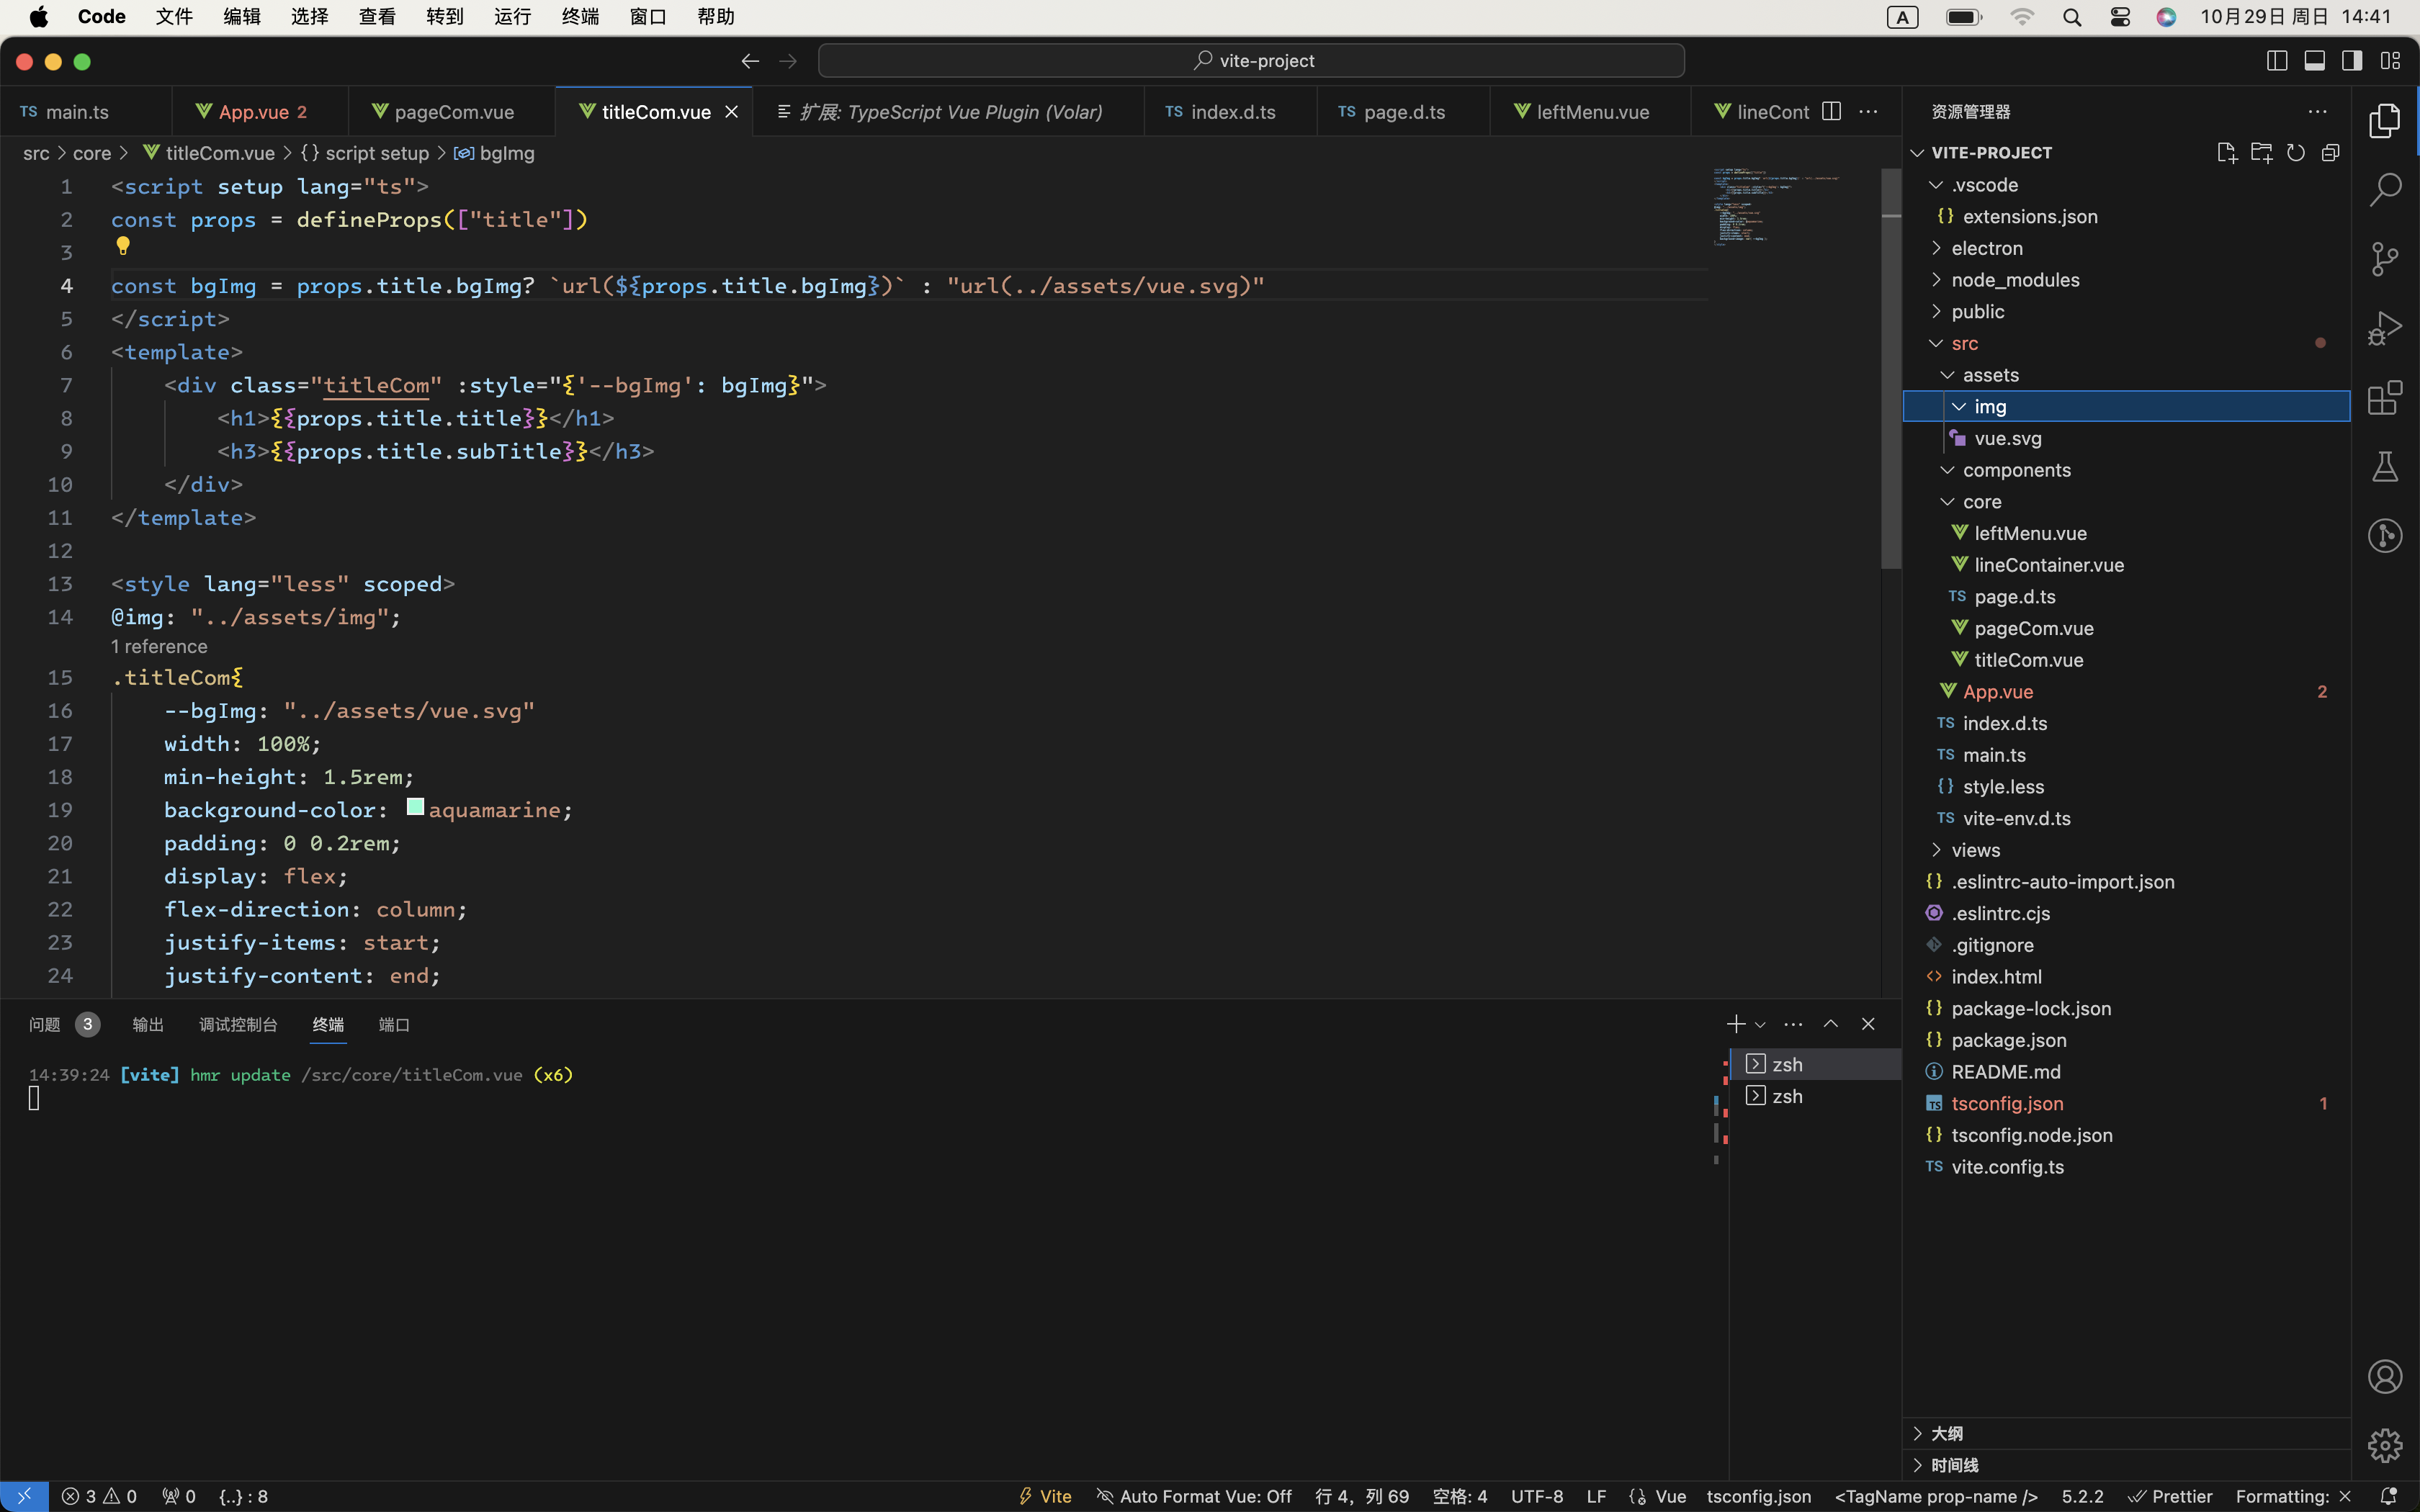 Code 文件 编辑 选择 查看 转到 运行 终端 窗口 帮助
A 10月29日 周日 14:41
vite-project
TS main.ts
App.vue 2
pageCom.vue
titleCom.vue
扩展: TypeScript Vue Plugin (Volar)
TS index.d.ts
TS page.d.ts
leftMenu.vue
lineCont
src > core > titleCom.vue > {} script setup > bgImg
1 <script setup lang="ts">
2 const props = defineProps(["title"])
3
4 const bgImg = props.title.bgImg? `url(${props.title.bgImg})` : "url(../assets/vue.svg)"
5 </script>
6 <template>
7 <div class="titleCom" :style="{'--bgImg': bgImg}">
8 <h1>{{props.title.title}}</h1>
9 <h3>{{props.title.subTitle}}</h3>
10 </div>
11 </template>
12
13 <style lang="less" scoped>
14 @img: "../assets/img";
1 reference
15 .titleCom{
16 --bgImg: "../assets/vue.svg"
17 width: 100%;
18 min-height: 1.5rem;
19 background-color: aquamarine;
20 padding: 0 0.2rem;
21 display: flex;
22 flex-direction: column;
23 justify-items: start;
24 justify-content: end;
问题 3 输出 调试控制台 终端 端口
14:39:24 [vite] hmr update /src/core/titleCom.vue (x6)
zsh
zsh
资源管理器
VITE-PROJECT
.vscode
{} extensions.json
electron
node_modules
public
src
assets
img
vue.svg
components
core
leftMenu.vue
lineContainer.vue
TS page.d.ts
pageCom.vue
titleCom.vue
App.vue 2
TS index.d.ts
TS main.ts
{} style.less
TS vite-env.d.ts
views
{} .eslintrc-auto-import.json
.eslintrc.cjs
.gitignore
<> index.html
{} package-lock.json
{} package.json
README.md
TS tsconfig.json 1
{} tsconfig.node.json
TS vite.config.ts
大纲
时间线
3 0 0 {..} : 8 Vite Auto Format Vue: Off 行 4，列 69 空格: 4 UTF-8 LF Vue tsconfig.json <TagName prop-name /> 5.2.2 Prettier Formatting: ×